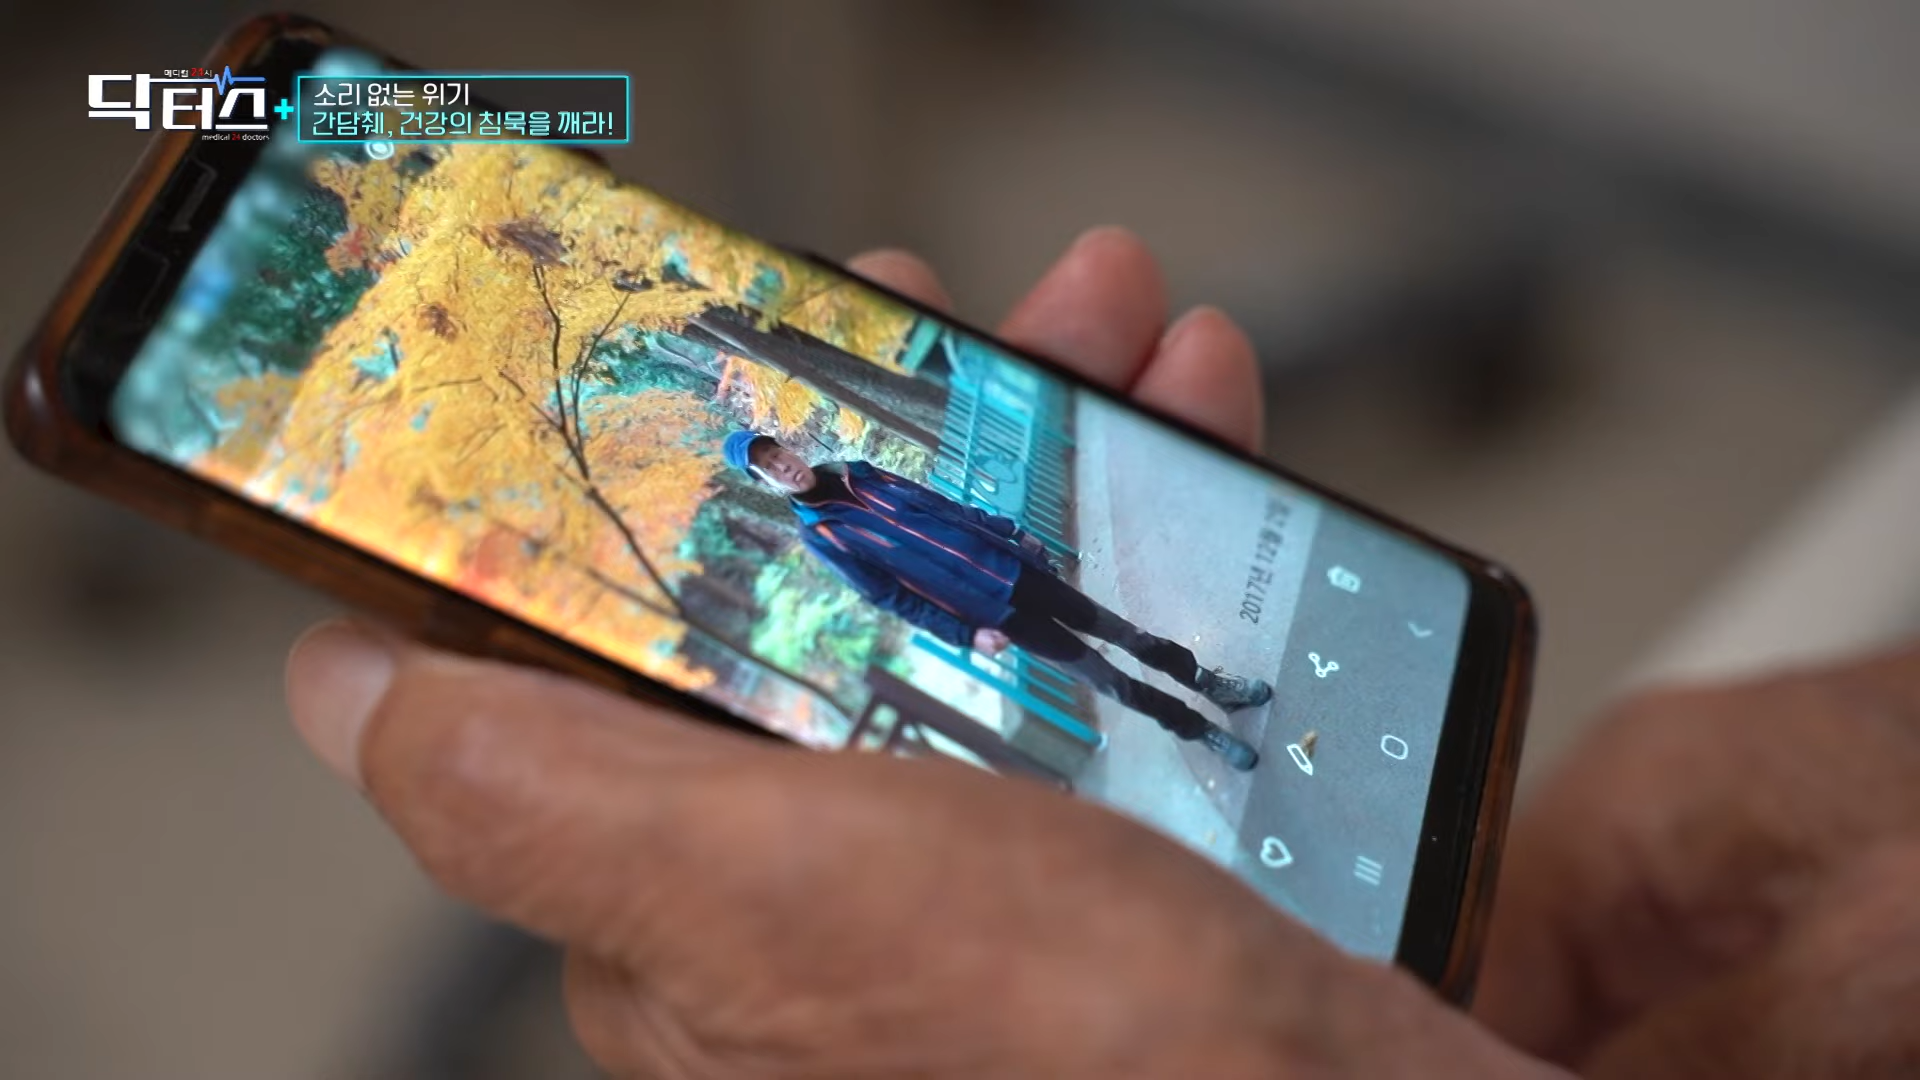 메디컬 24시
닥터스
medical 24 doctors
소리 없는 위기
간담췌, 건강의 침묵을 깨라!
2017년 12월